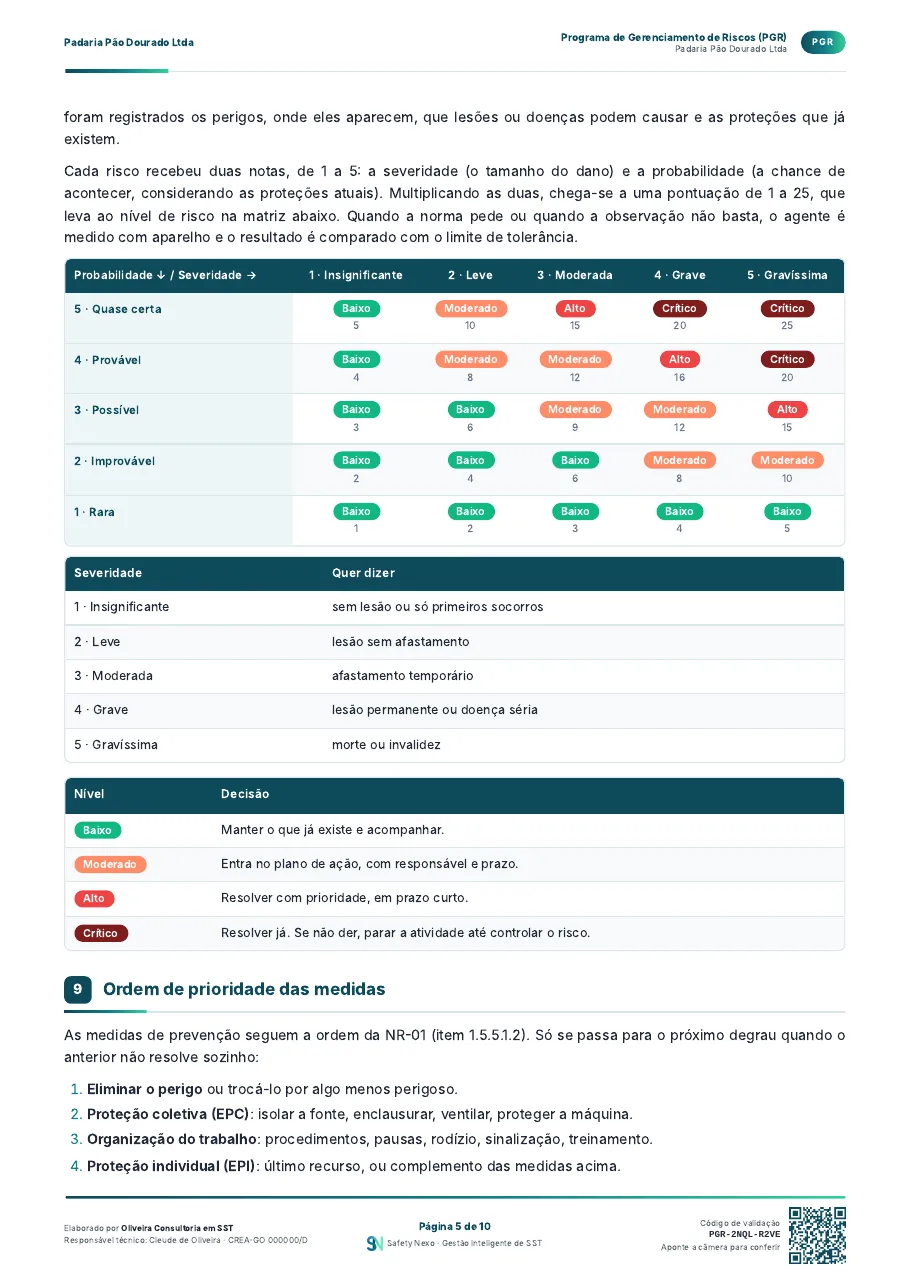 Padaria Pão Dourado Ltda
Programa de Gerenciamento de Riscos (PGR)
Padaria Pão Dourado Ltda
PGR
foram registrados os perigos, onde eles aparecem, que lesões ou doenças podem causar e as proteções que já
existem.
Cada risco recebeu duas notas, de 1 a 5: a severidade (o tamanho do dano) e a probabilidade (a chance de
acontecer, considerando as proteções atuais). Multiplicando as duas, chega-se a uma pontuação de 1 a 25, que
leva ao nível de risco na matriz abaixo. Quando a norma pede ou quando a observação não basta, o agente é
medido com aparelho e o resultado é comparado com o limite de tolerância.
Probabilidade ↓ / Severidade → 1 · Insignificante 2 · Leve 3 · Moderada 4 · Grave 5 · Gravíssima
5 · Quase certa Baixo Moderado Alto Crítico Crítico
5 10 15 20 25
4 · Provável Baixo Moderado Moderado Alto Crítico
4 8 12 16 20
3 · Possível Baixo Baixo Moderado Moderado Alto
3 6 9 12 15
2 · Improvável Baixo Baixo Baixo Moderado Moderado
2 4 6 8 10
1 · Rara Baixo Baixo Baixo Baixo Baixo
1 2 3 4 5
Severidade Quer dizer
1 · Insignificante sem lesão ou só primeiros socorros
2 · Leve lesão sem afastamento
3 · Moderada afastamento temporário
4 · Grave lesão permanente ou doença séria
5 · Gravíssima morte ou invalidez
Nível Decisão
Baixo Manter o que já existe e acompanhar.
Moderado Entra no plano de ação, com responsável e prazo.
Alto Resolver com prioridade, em prazo curto.
Crítico Resolver já. Se não der, parar a atividade até controlar o risco.
9 Ordem de prioridade das medidas
As medidas de prevenção seguem a ordem da NR-01 (item 1.5.5.1.2). Só se passa para o próximo degrau quando o
anterior não resolve sozinho:
1. Eliminar o perigo ou trocá-lo por algo menos perigoso.
2. Proteção coletiva (EPC): isolar a fonte, enclausurar, ventilar, proteger a máquina.
3. Organização do trabalho: procedimentos, pausas, rodízio, sinalização, treinamento.
4. Proteção individual (EPI): último recurso, ou complemento das medidas acima.
Elaborado por Oliveira Consultoria em SST
Responsável técnico: Cleude de Oliveira · CREA-GO 000000/D
Página 5 de 10
SN SafetyNexo · Gestão inteligente de SST
Código de validação
PGR-2NQL-R2VE
Aponte a câmera para conferir